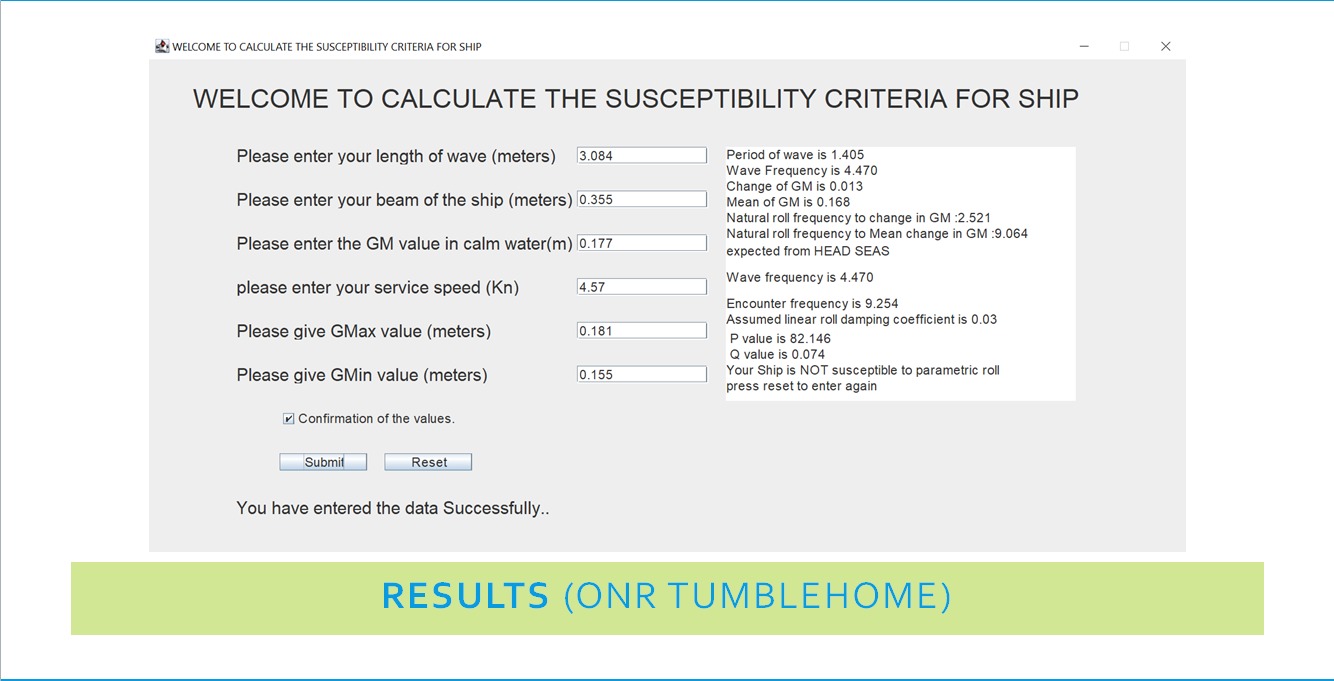 WELCOME TO CALCULATE THE SUSCEPTIBILITY CRITERIA FOR SHIP
WELCOME TO CALCULATE THE SUSCEPTIBILITY CRITERIA FOR SHIP
Please enter your length of wave (meters) 3.084
Please enter your beam of the ship (meters) 0.355
Please enter the GM value in calm water(m) 0.177
please enter your service speed (Kn) 4.57
Please give GMax value (meters) 0.181
Please give GMin value (meters) 0.155
Confirmation of the values.
Submit Reset
You have entered the data Successfully..
Period of wave is 1.405
Wave Frequency is 4.470
Change of GM is 0.013
Mean of GM is 0.168
Natural roll frequency to change in GM :2.521
Natural roll frequency to Mean change in GM :9.064
expected from HEAD SEAS
Wave frequency is 4.470
Encounter frequency is 9.254
Assumed linear roll damping coefficient is 0.03
P value is 82.146
Q value is 0.074
Your Ship is NOT susceptible to parametric roll
press reset to enter again
RESULTS (ONR TUMBLEHOME)